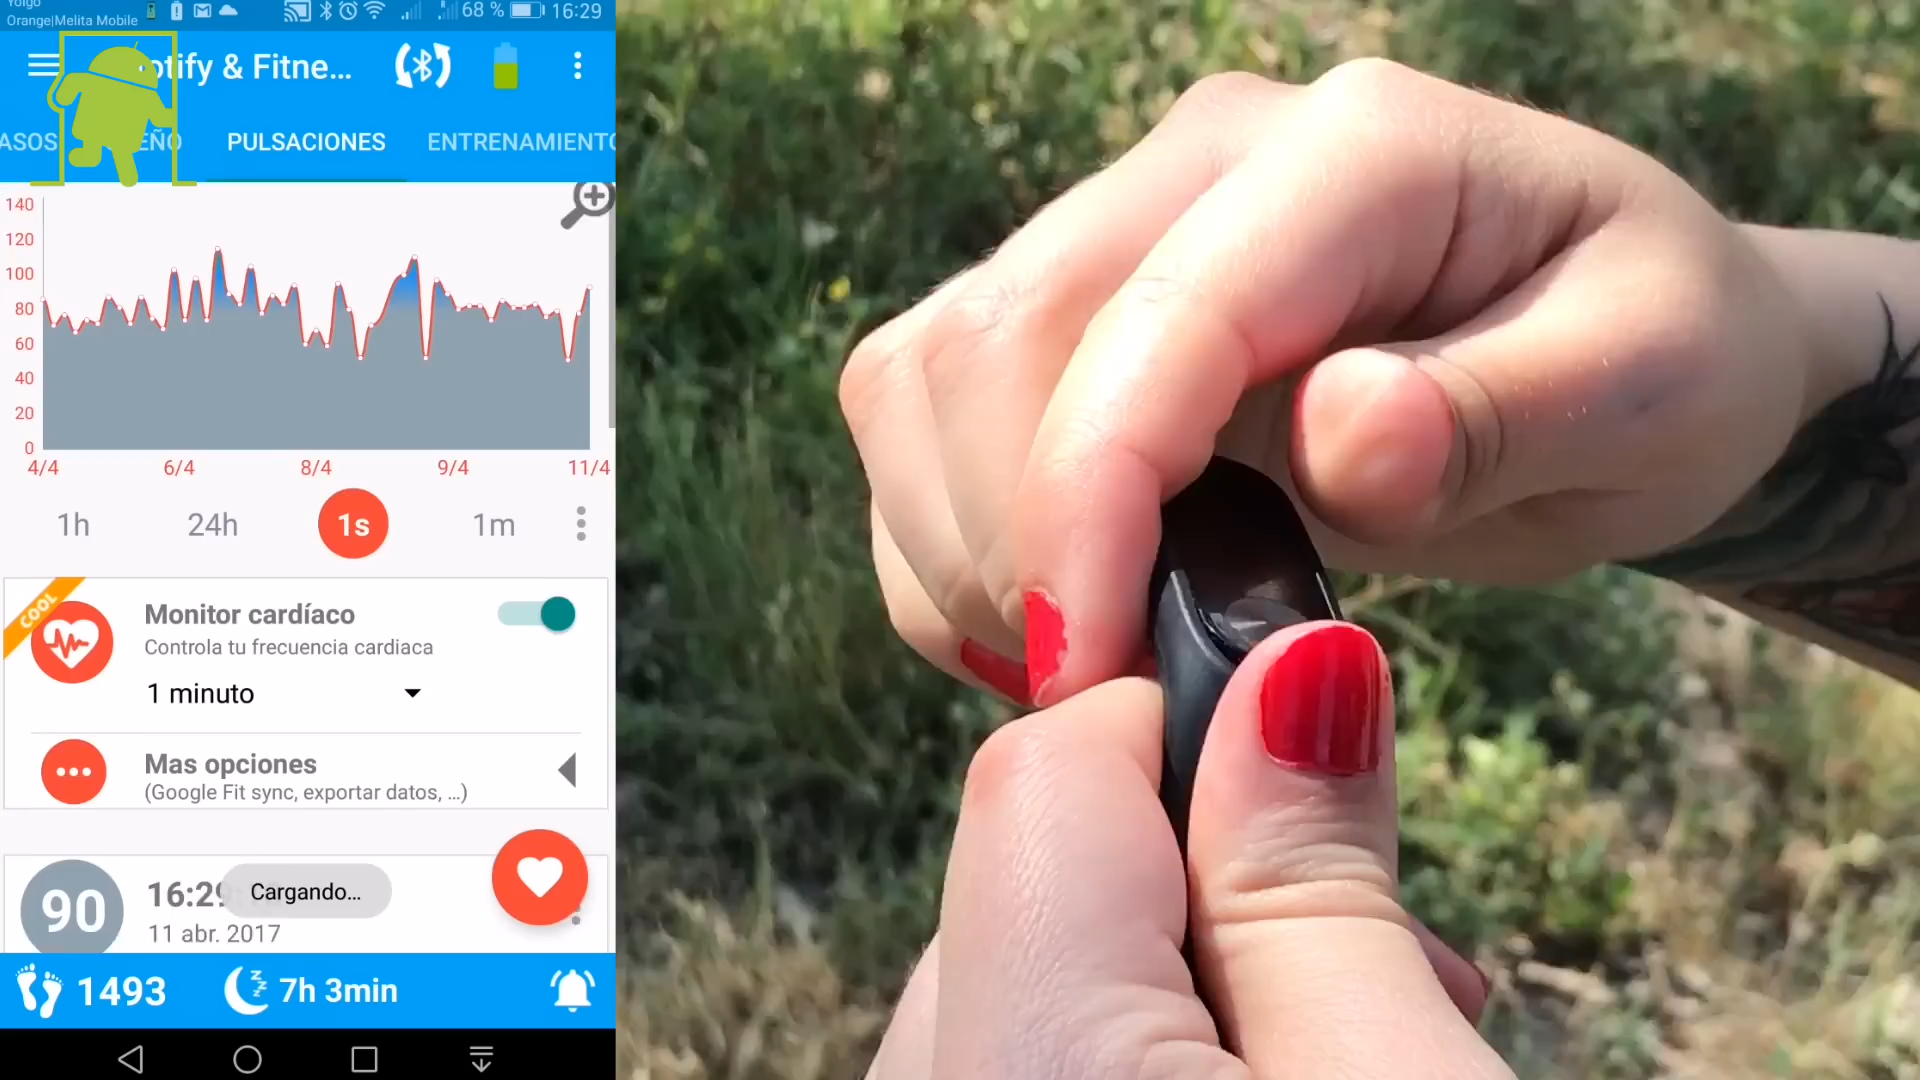 Yoigo
Orange|Melita Mobile
68 %
16:29
otify & Fitne...
ASOS
EÑO
PULSACIONES
ENTRENAMIENTO
140
120
100
80
60
40
20
0
4/4 6/4 8/4 9/4 11/4
1h 24h 1s 1m
COOL
Monitor cardíaco
Controla tu frecuencia cardiaca
1 minuto
Mas opciones
(Google Fit sync, exportar datos, ...)
90
16:29
Cargando...
11 abr. 2017
1493
7h 3min